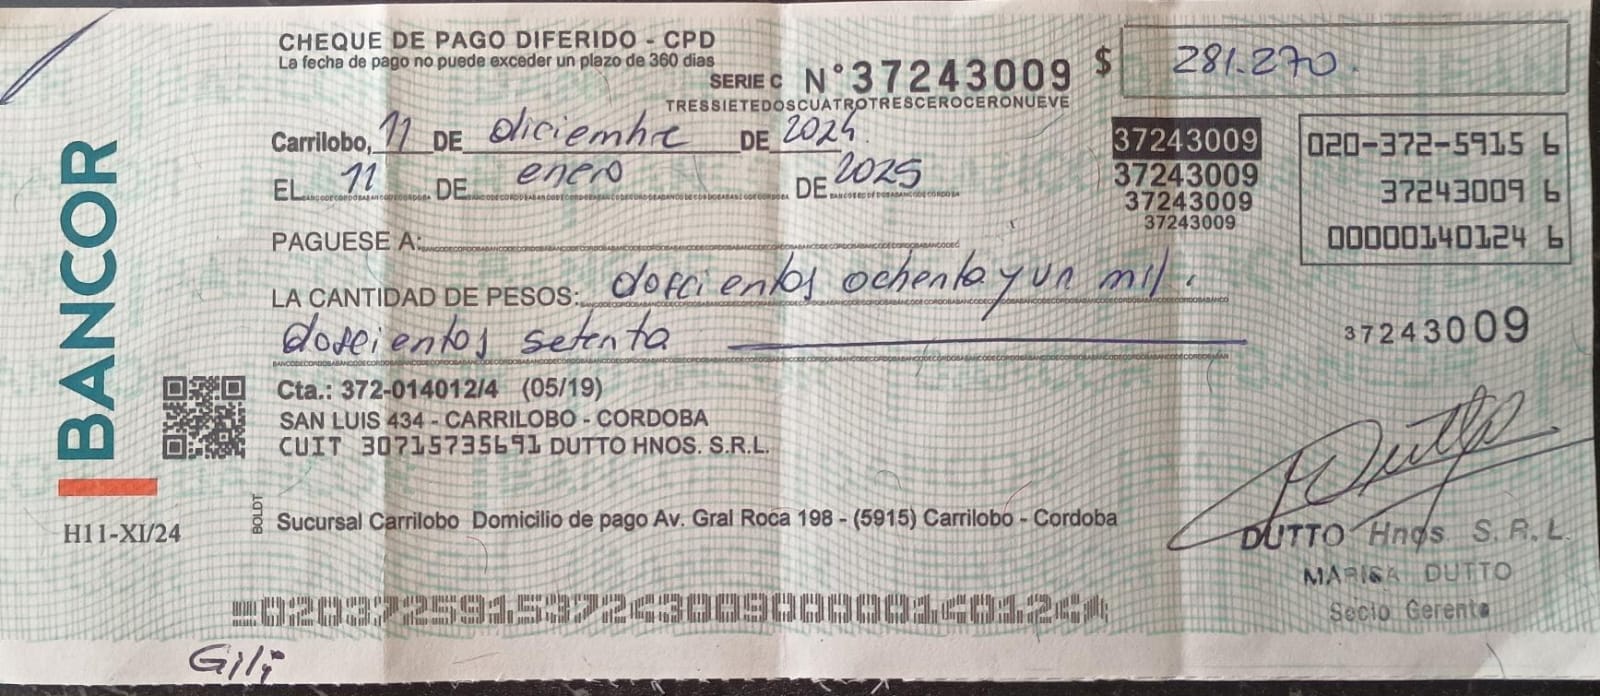 CHEQUE DE PAGO DIFERIDO - CPD
La fecha de pago no puede exceder un plazo de 360 dias
SERIE C N°37243009
TRESSIETEDOSCUATROTRESCEROCERONUEVE
$ 281.270.
Carrilobo, 11 DE diciembre DE 2024
EL 11 DE enero DE 2025
37243009
37243009
37243009
37243009
020-372-5915 6
37243009 6
00000140124 6
PAGUESE A:
LA CANTIDAD DE PESOS: doscientos ochenta y un mil.
doscientos setenta
37243009
BANCOR
Cta.: 372-014012/4 (05/19)
SAN LUIS 434 - CARRILOBO - CORDOBA
CUIT 30715735691 DUTTO HNOS. S.R.L.
BOLDT
H11-XI/24
Sucursal Carrilobo Domicilio de pago Av. Gral Roca 198 - (5915) Carrilobo - Cordoba
DUTTO Hnos. S. R. L.
MARISA DUTTO
Socio Gerente
02037259153724300900000140124